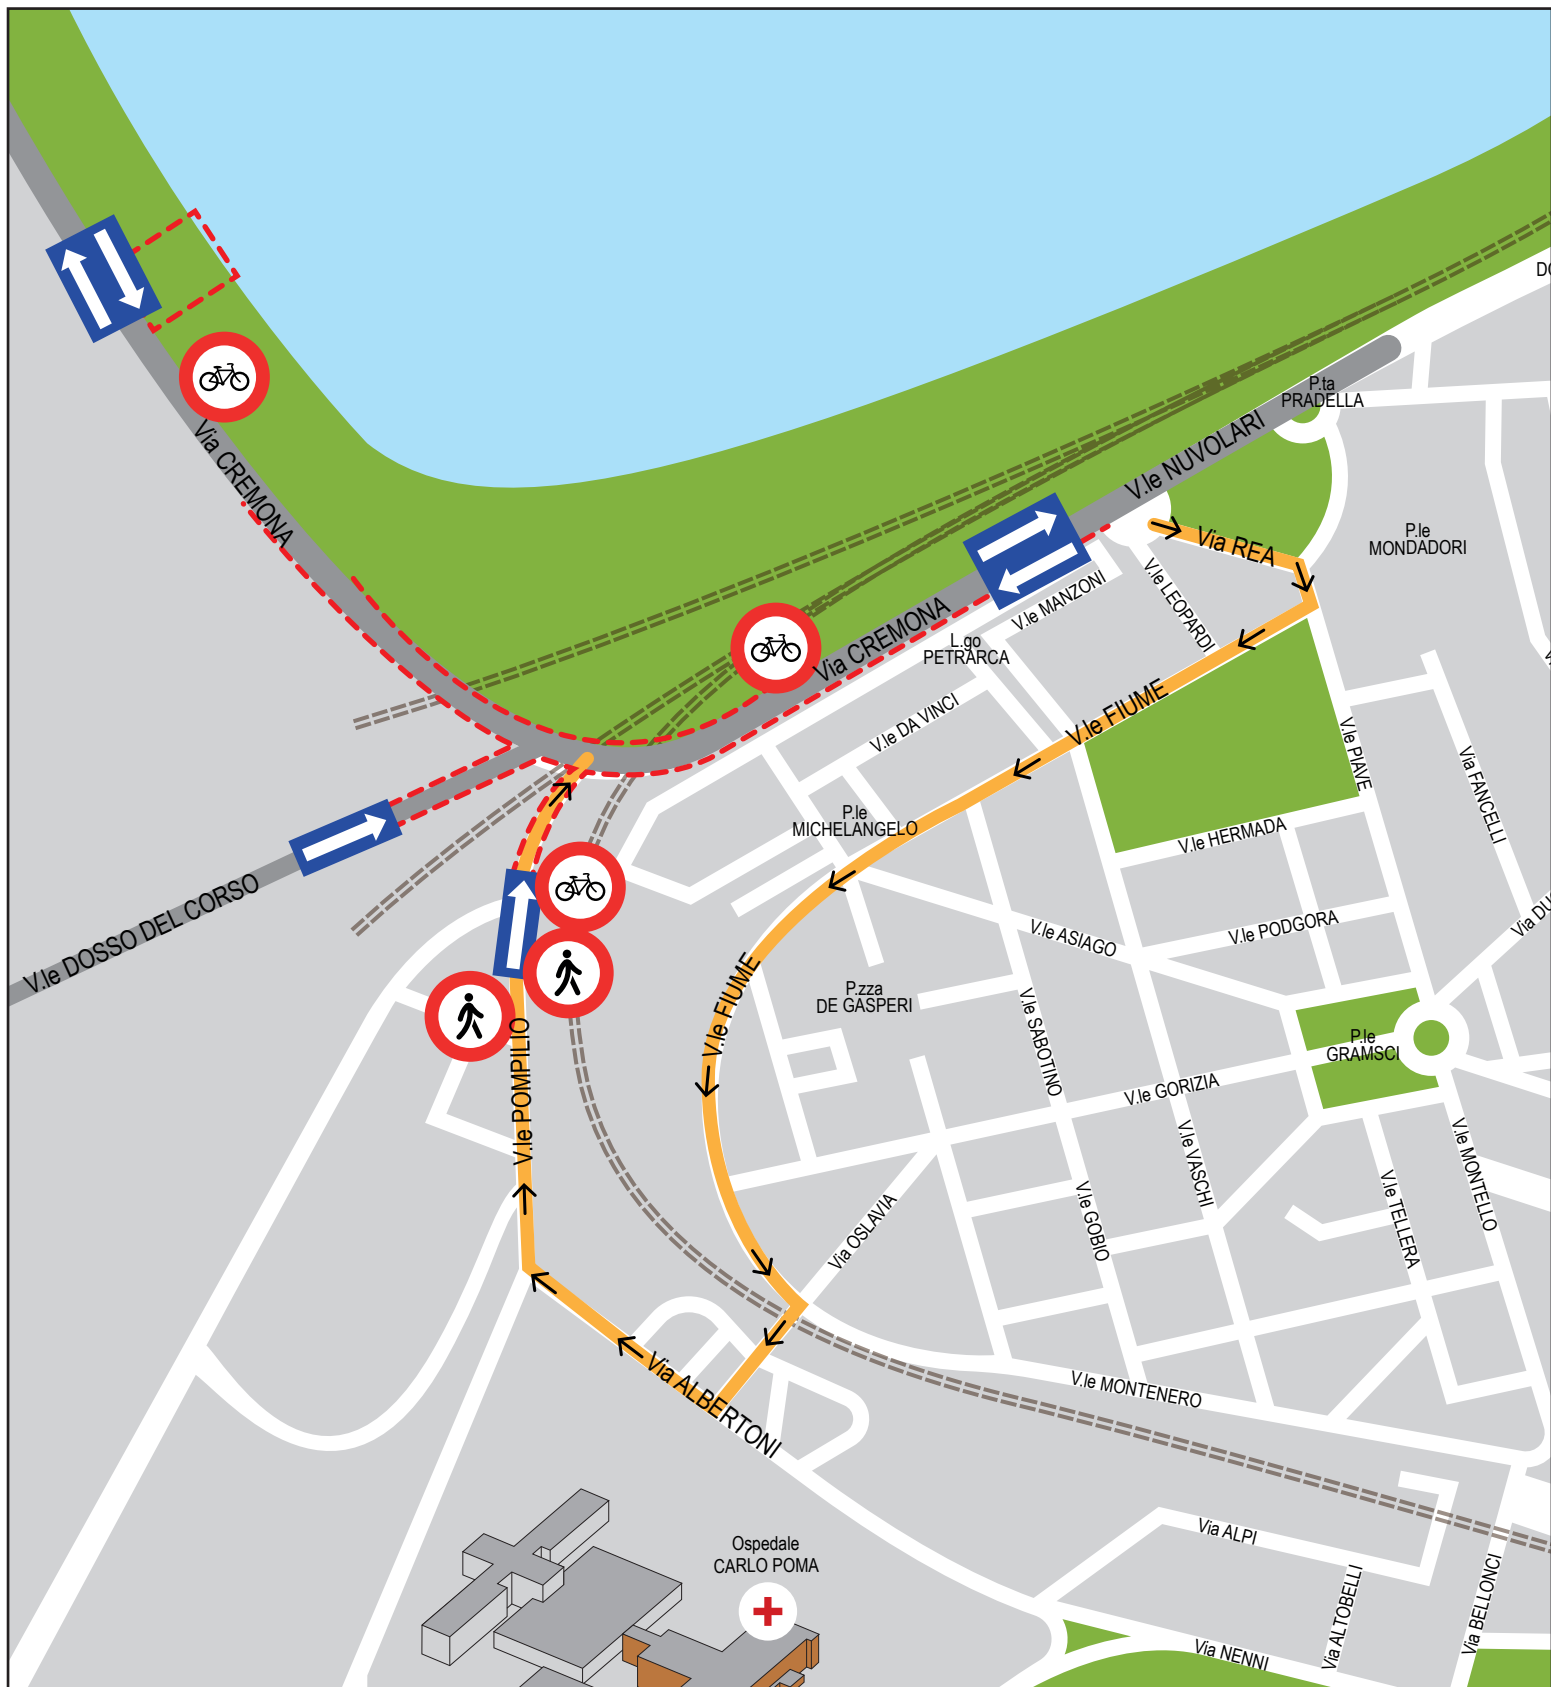 DO
P.ta
PRADELLA
V.le NUVOLARI
Via CREMONA
P.le
MONDADORI
Via REA
V.le LEOPARDI
V.le MANZONI
Via CREMONA
L.go
PETRARCA
V.le FIUME
V.le DA VINCI
V.le PIAVE
Via FANCELLI
P.le
MICHELANGELO
V.le HERMADA
V.le DOSSO DEL CORSO
V.le ASIAGO
V.le PODGORA
Via DU
V.le FIUME
P.zza
DE GASPERI
V.le SABOTINO
P.le
GRAMSCI
V.le POMPILIO
V.le GORIZIA
V.le VASCHI
V.le MONTELLO
V.le TELLERA
V.le GOBIO
Via OSLAVIA
Via ALBERTONI
V.le MONTENERO
Via ALPI
Ospedale
CARLO POMA
Via ALTOBELLI
Via BELLONCI
Via NENNI